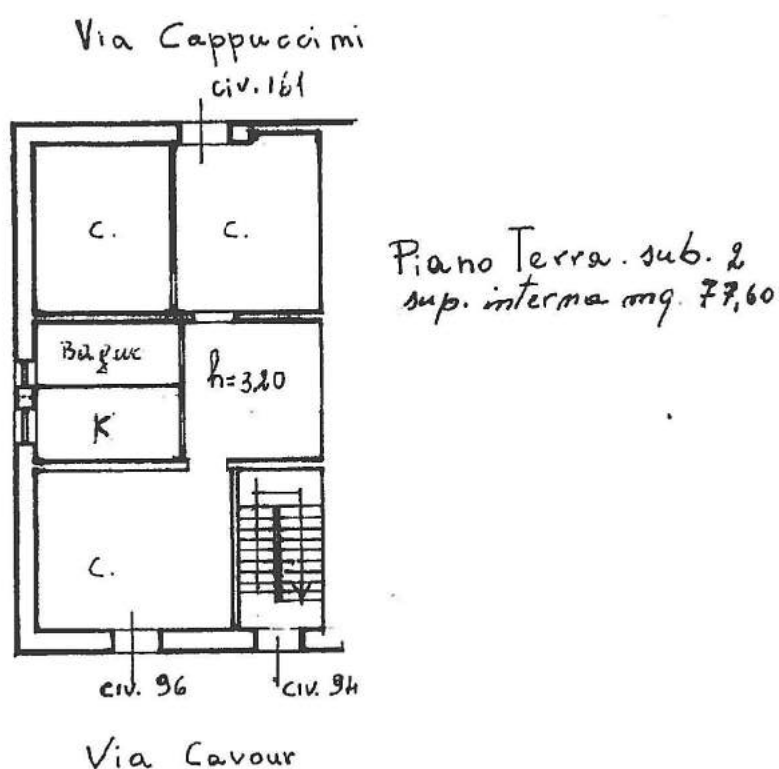 Via Cappuccini
civ. 161
c.
c.
Piano Terra. sub. 2
sup. interna mq. 77,60
Bagno
h=3,20
K
c.
civ. 96
civ. 94
Via Cavour